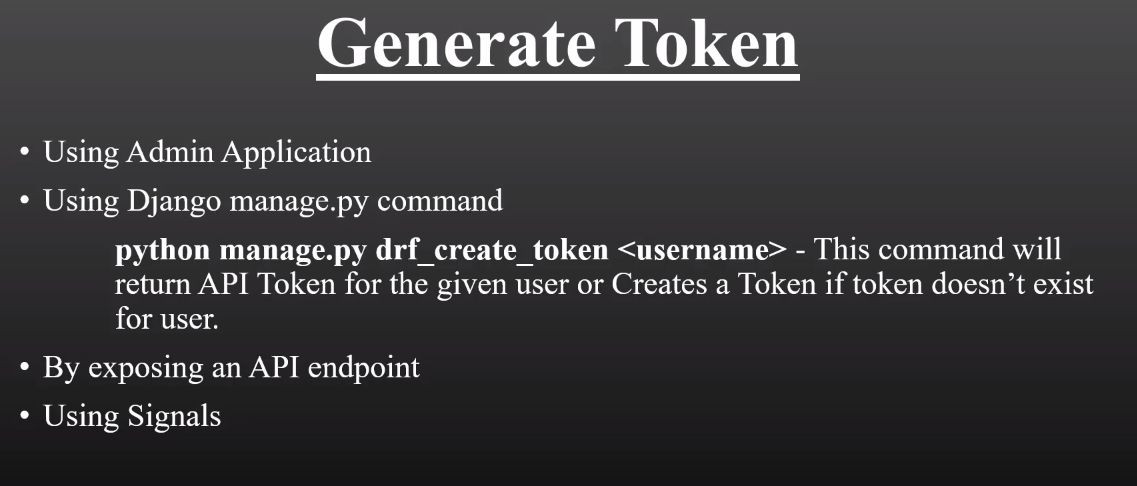 Generate Token
• Using Admin Application
• Using Django manage.py command
python manage.py drf_create_token <username> - This command will
return API Token for the given user or Creates a Token if token doesn’t exist
for user.
• By exposing an API endpoint
• Using Signals